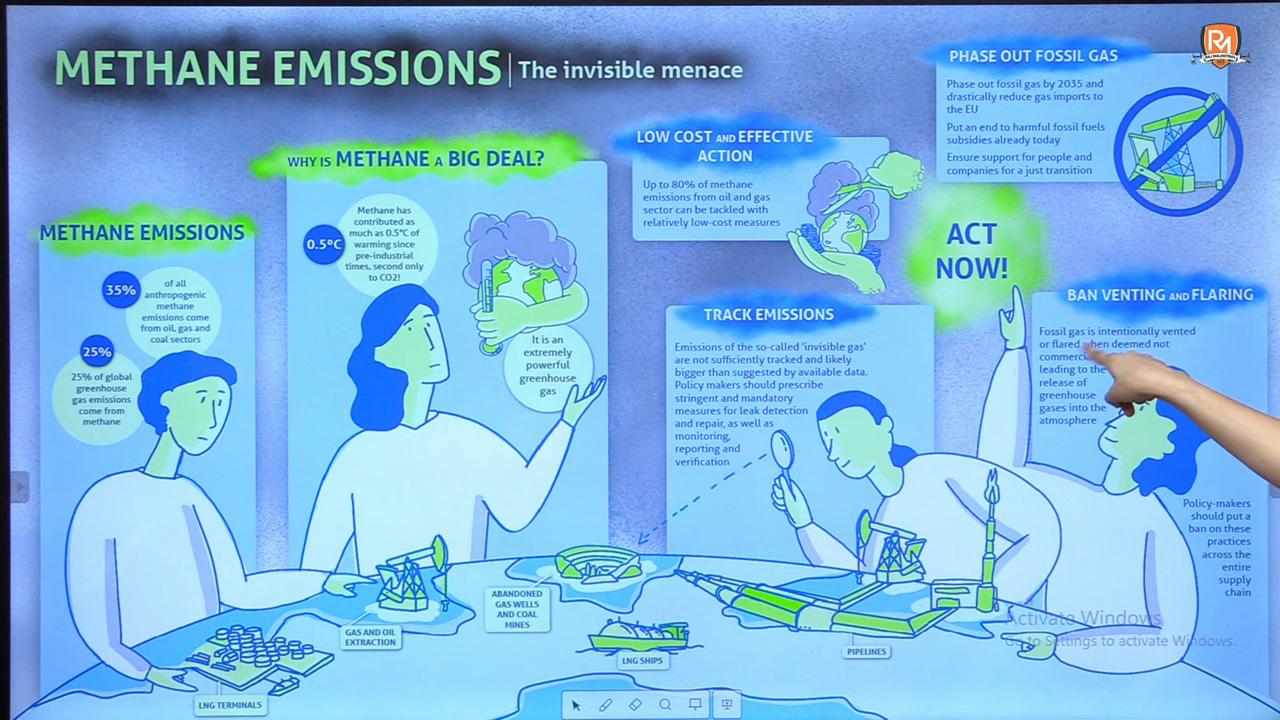 METHANE EMISSIONS | The invisible menace
PHASE OUT FOSSIL GAS
Phase out fossil gas by 2035 and
drastically reduce gas imports to
the EU
Put an end to harmful fossil fuels
subsidies already today
Ensure support for people and
companies for a just transition
RM
LOW COST AND EFFECTIVE
ACTION
Up to 80% of methane
emissions from oil and gas
sector can be tackled with
relatively low-cost measures
WHY IS METHANE A BIG DEAL?
0.5°C
Methane has
contributed as
much as 0.5°C of
warming since
pre-industrial
times, second only
to CO2!
It is an
extremely
powerful
greenhouse
gas
METHANE EMISSIONS
35%
of all
anthropogenic
methane
emissions come
from oil, gas and
coal sectors
25%
25% of global
greenhouse
gas emissions
come from
methane
ACT
NOW!
TRACK EMISSIONS
Emissions of the so-called 'invisible gas'
are not sufficiently tracked and likely
bigger than suggested by available data.
Policy makers should prescribe
stringent and mandatory
measures for leak detection
and repair, as well as
monitoring,
reporting and
verification
BAN VENTING AND FLARING
Fossil gas is intentionally vented
or flared when deemed not
leading to the
release of
greenhouse
gases into the
atmosphere
Policy-makers
should put a
ban on these
practices
across the
entire
supply
chain
ABANDONED
GAS WELLS
AND COAL
MINES
GAS AND OIL
EXTRACTION
LNG SHIPS
PIPELINES
LNG TERMINALS
Activate Windows
Go to Settings to activate Windows.